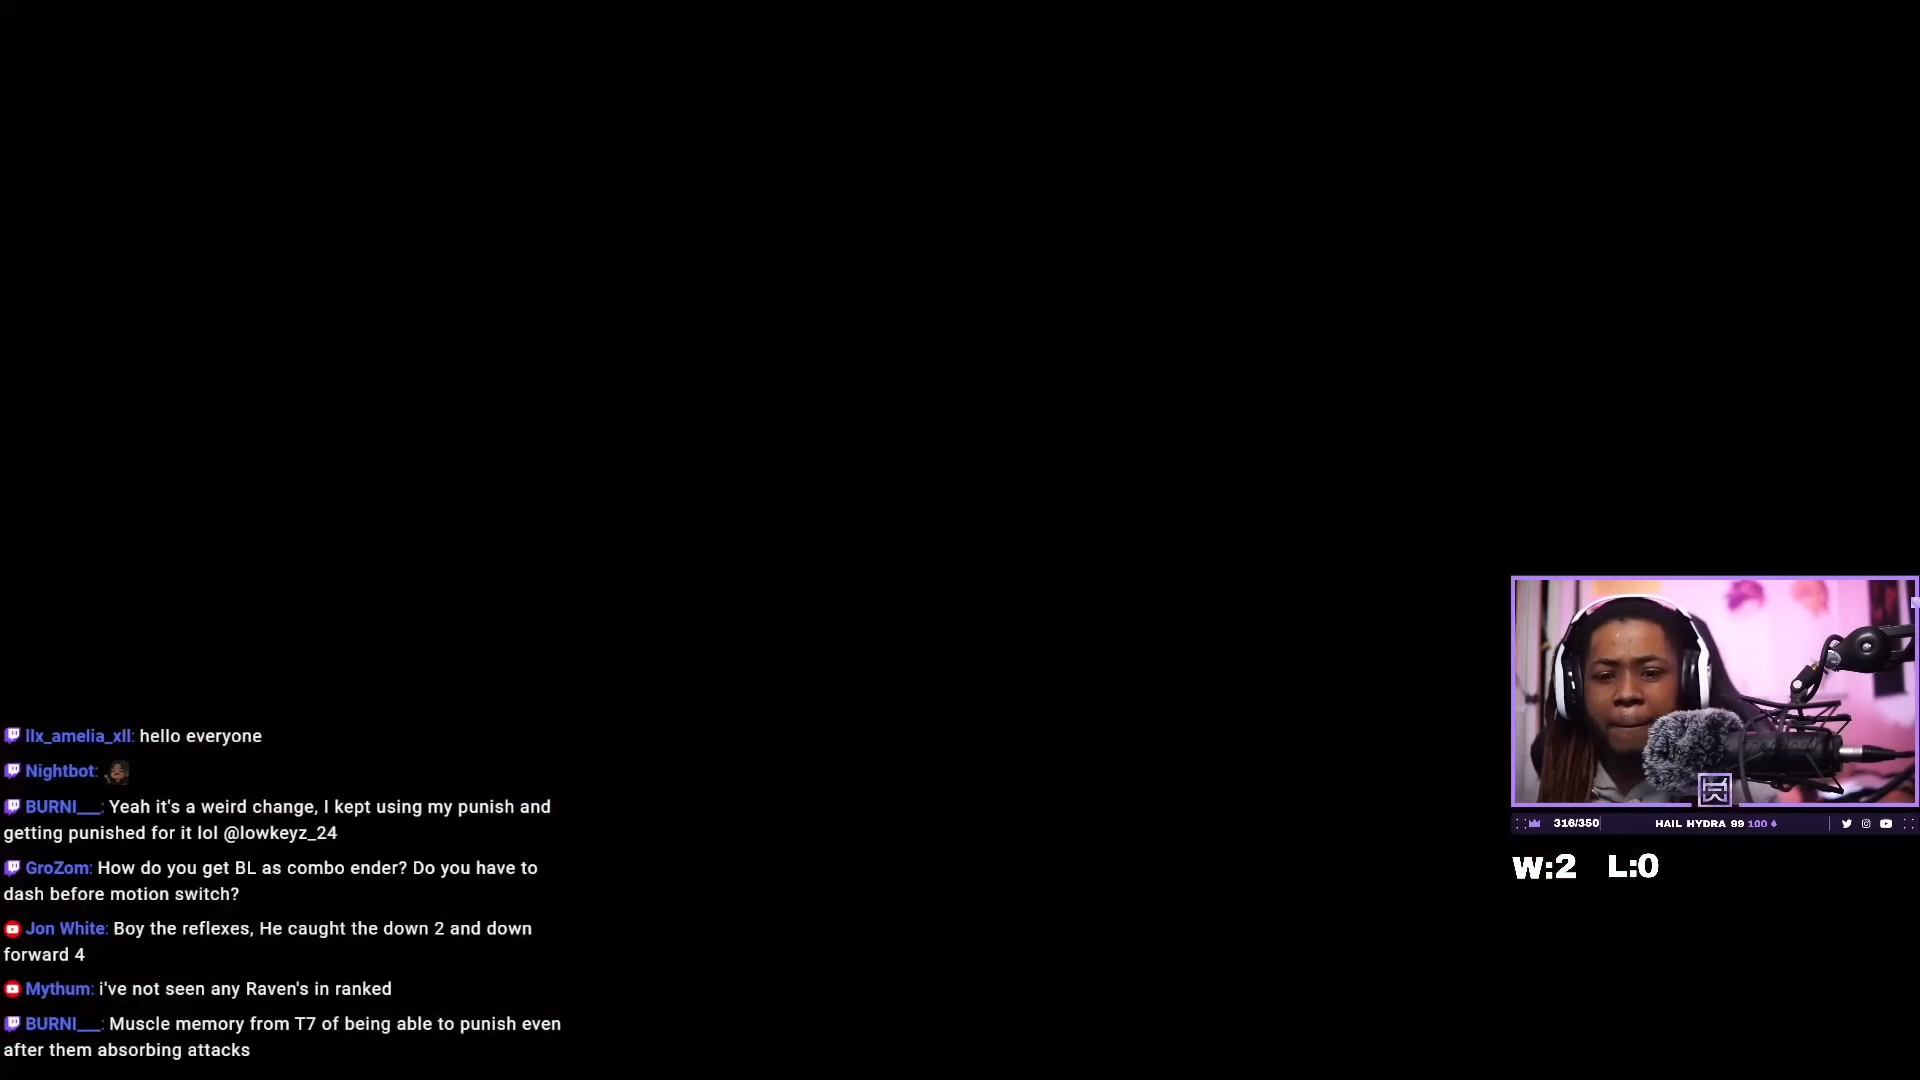 llx_amelia_xll: hello everyone
Nightbot:
BURNI___: Yeah it's a weird change, I kept using my punish and
getting punished for it lol @lowkeyz_24
GroZom: How do you get BL as combo ender? Do you have to
dash before motion switch?
Jon White: Boy the reflexes, He caught the down 2 and down
forward 4
Mythum: i've not seen any Raven's in ranked
BURNI___: Muscle memory from T7 of being able to punish even
after them absorbing attacks
316/350 HAIL HYDRA 99 100
W:2 L:0